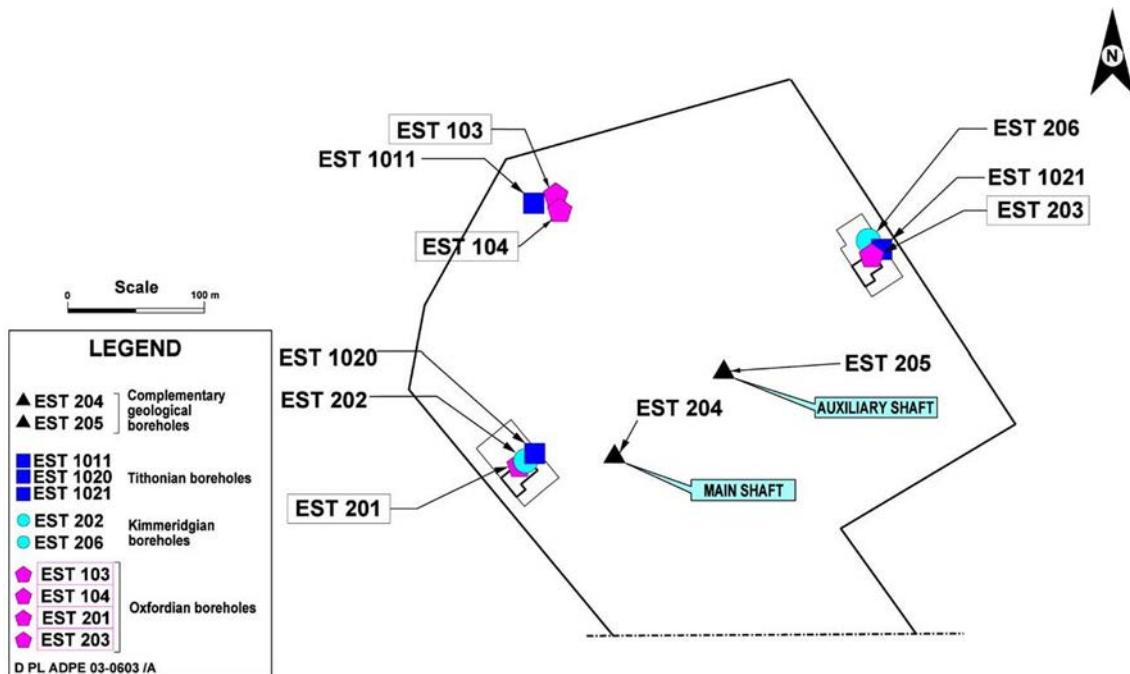 N
EST 103
EST 1011
EST 104
EST 206
EST 1021
EST 203
Scale
0 100 m
EST 1020
EST 202
EST 201
EST 204
EST 205
AUXILIARY SHAFT
MAIN SHAFT
LEGEND
EST 204
EST 205
Complementary
geological
boreholes
EST 1011
EST 1020
EST 1021
Tithonian boreholes
EST 202
EST 206
Kimmeridgian
boreholes
EST 103
EST 104
EST 201
EST 203
Oxfordian boreholes
D PL ADPE 03-0603 /A